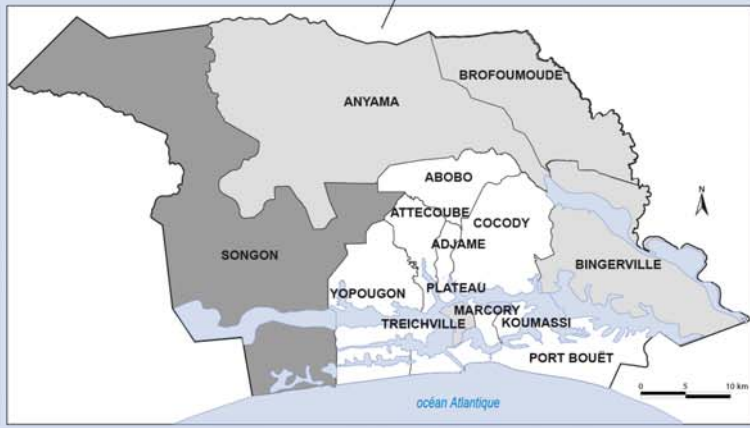 BROFOUMOUDE
ANYAMA
ABOBO
ATTECOUBE
COCODY
ADJAME
N
SONGON
BINGERVILLE
YOPOUGON
PLATEAU
MARCORY
TREICHVILLE
KOUMASSI
PORT BOUËT
0 5 10 km
océan Atlantique